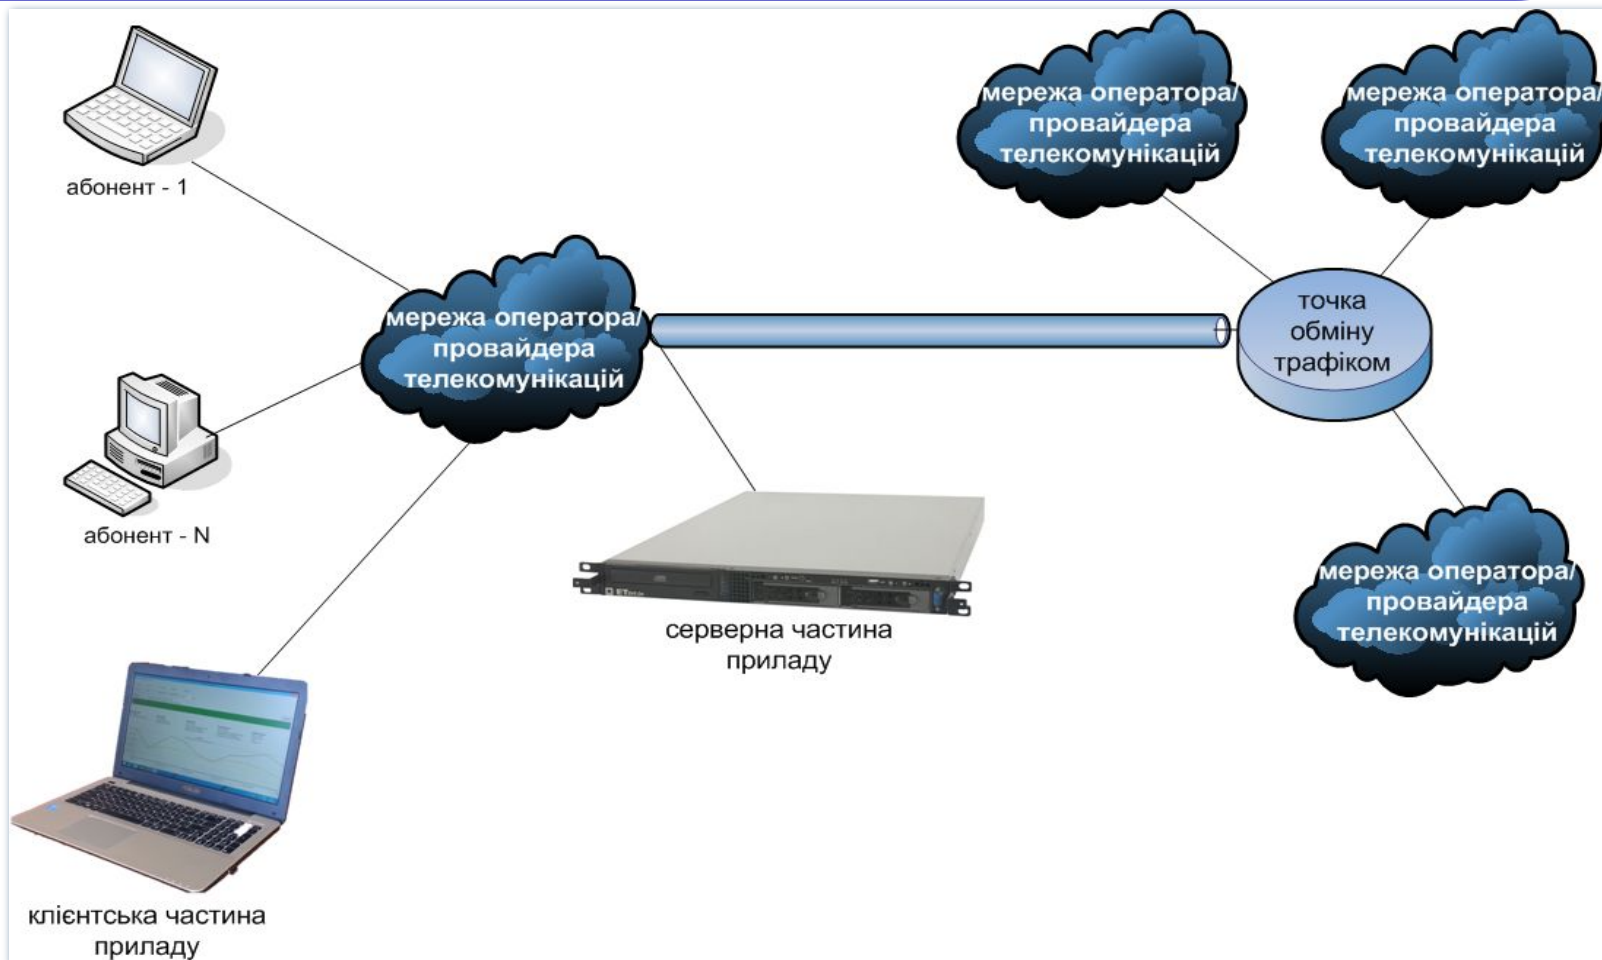 абонент - 1
мережа оператора/
провайдера
телекомунікацій
мережа оператора/
провайдера
телекомунікацій
мережа оператора/
провайдера
телекомунікацій
точка
обміну
трафіком
абонент - N
серверна частина
приладу
мережа оператора/
провайдера
телекомунікацій
клієнтська частина
приладу